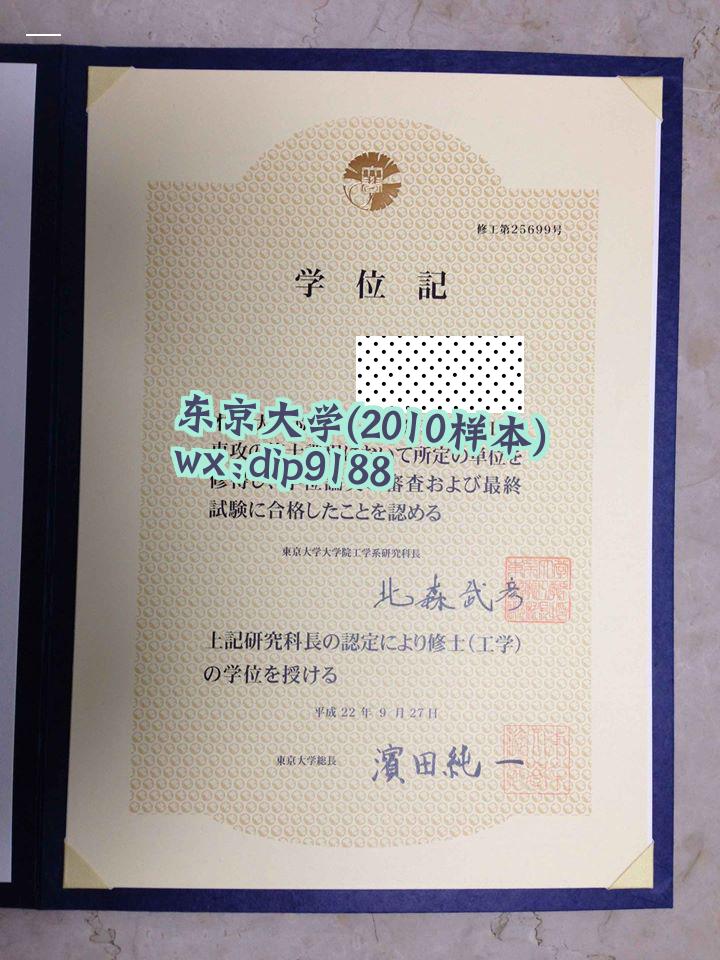 修工第25699号
学位記
东京大学(2010样本)
wx:dip9188
て所定の単位を
審査および最終
試験に合格したことを認める
東京大学大学院工学系研究科長
北森武彦
上記研究科長の認定により修士(工学)
の学位を授ける
平成22年9月27日
東京大学総長
濱田純一